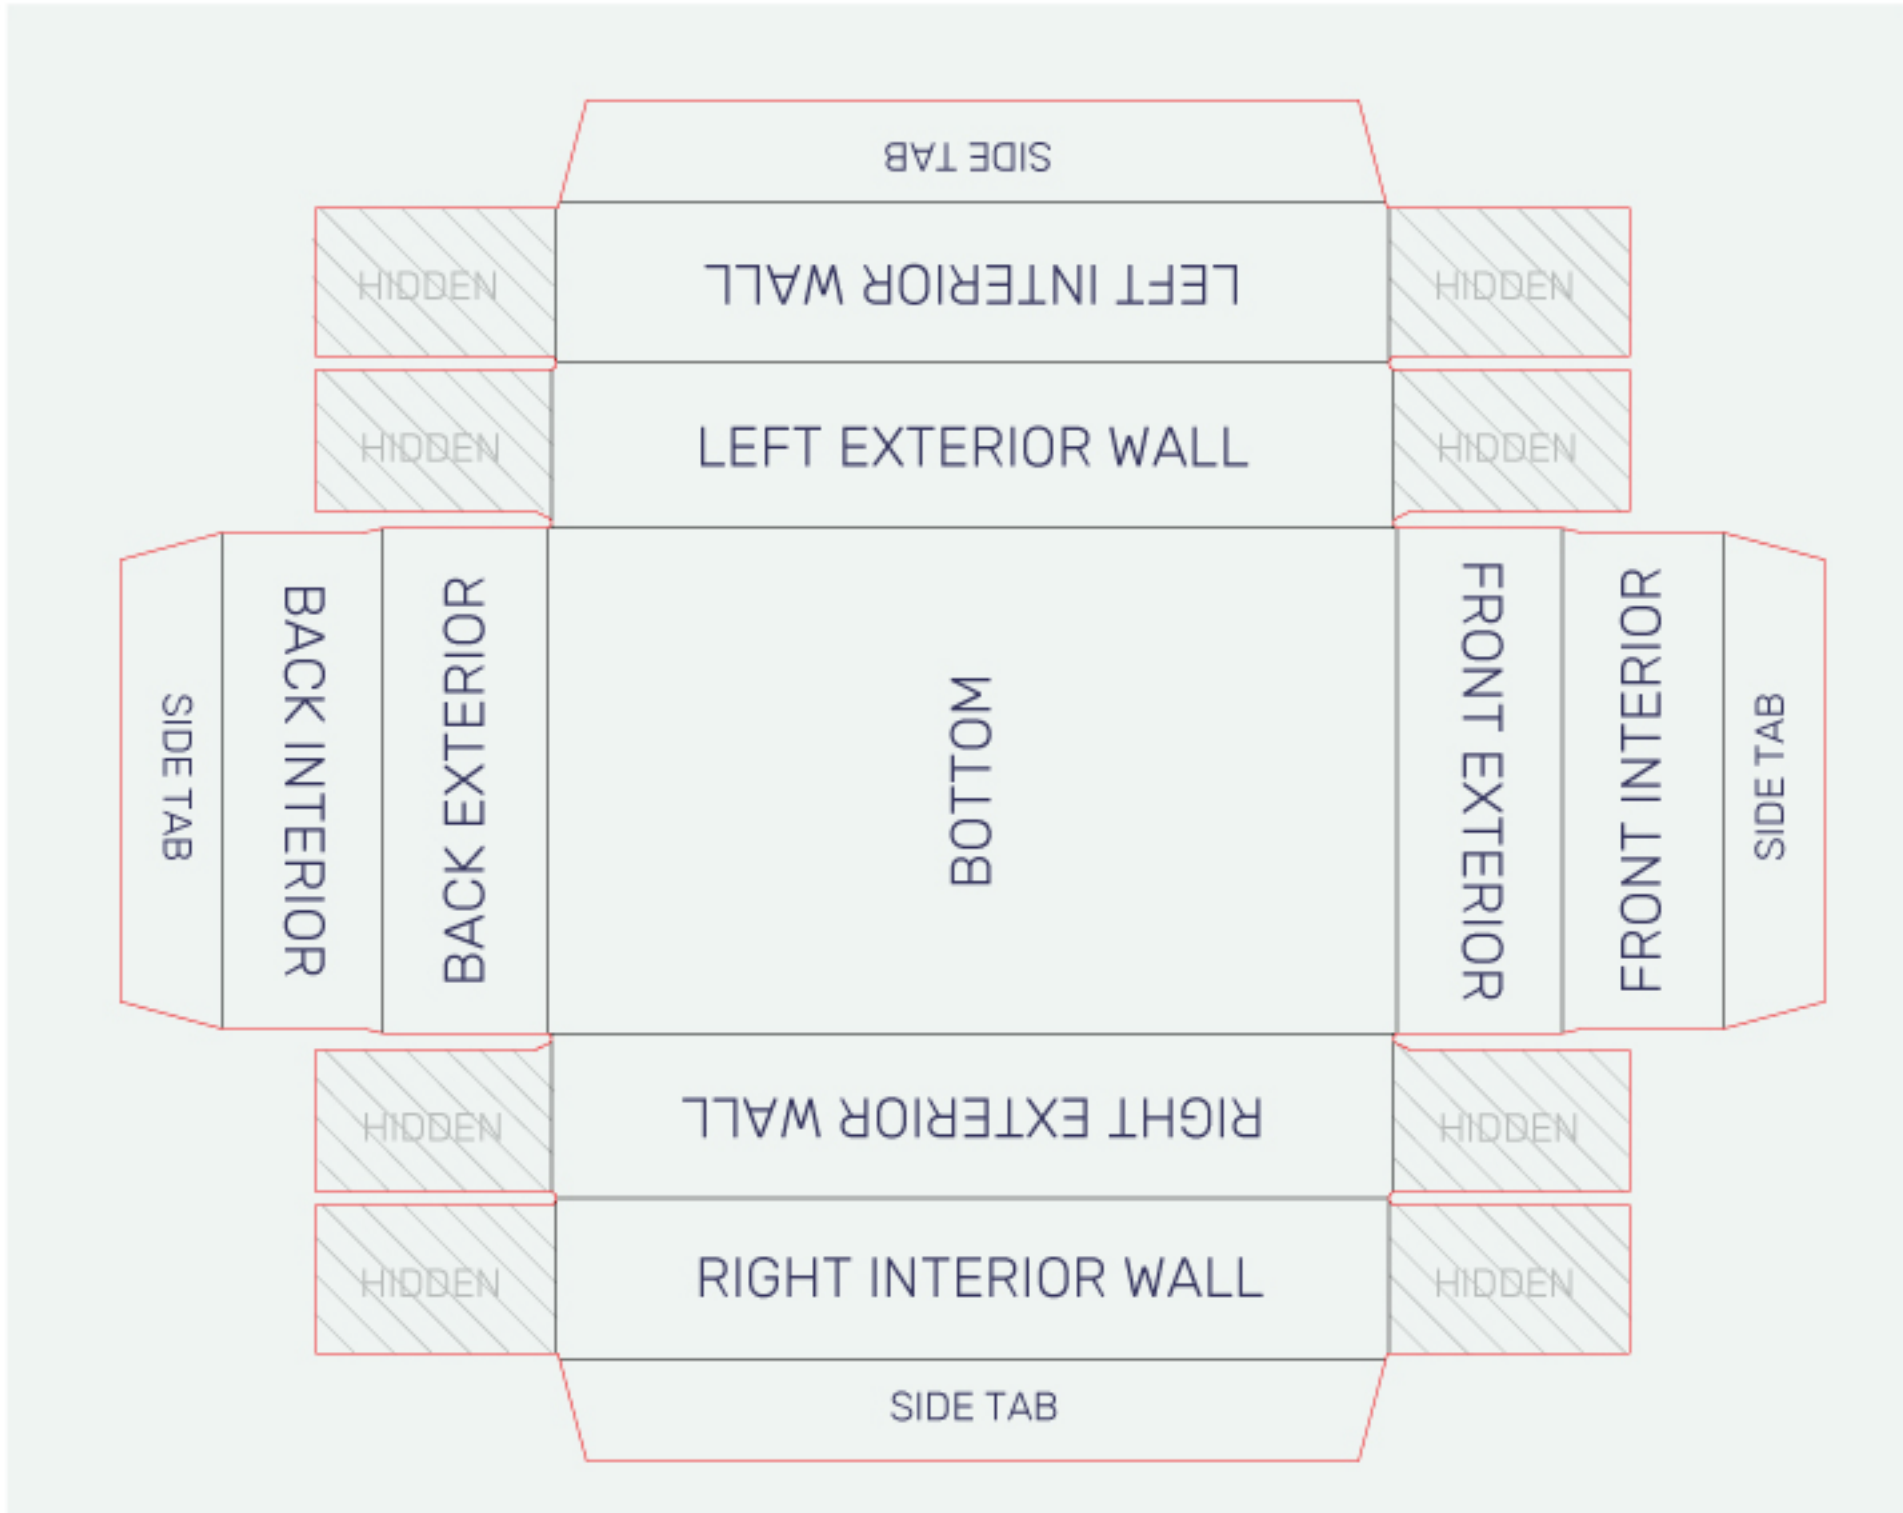 SIDE TAB
HIDDEN
LEFT INTERIOR WALL
HIDDEN
HIDDEN
LEFT EXTERIOR WALL
HIDDEN
SIDE TAB
BACK INTERIOR
BACK EXTERIOR
BOTTOM
FRONT EXTERIOR
FRONT INTERIOR
SIDE TAB
HIDDEN
RIGHT EXTERIOR WALL
HIDDEN
HIDDEN
RIGHT INTERIOR WALL
HIDDEN
SIDE TAB